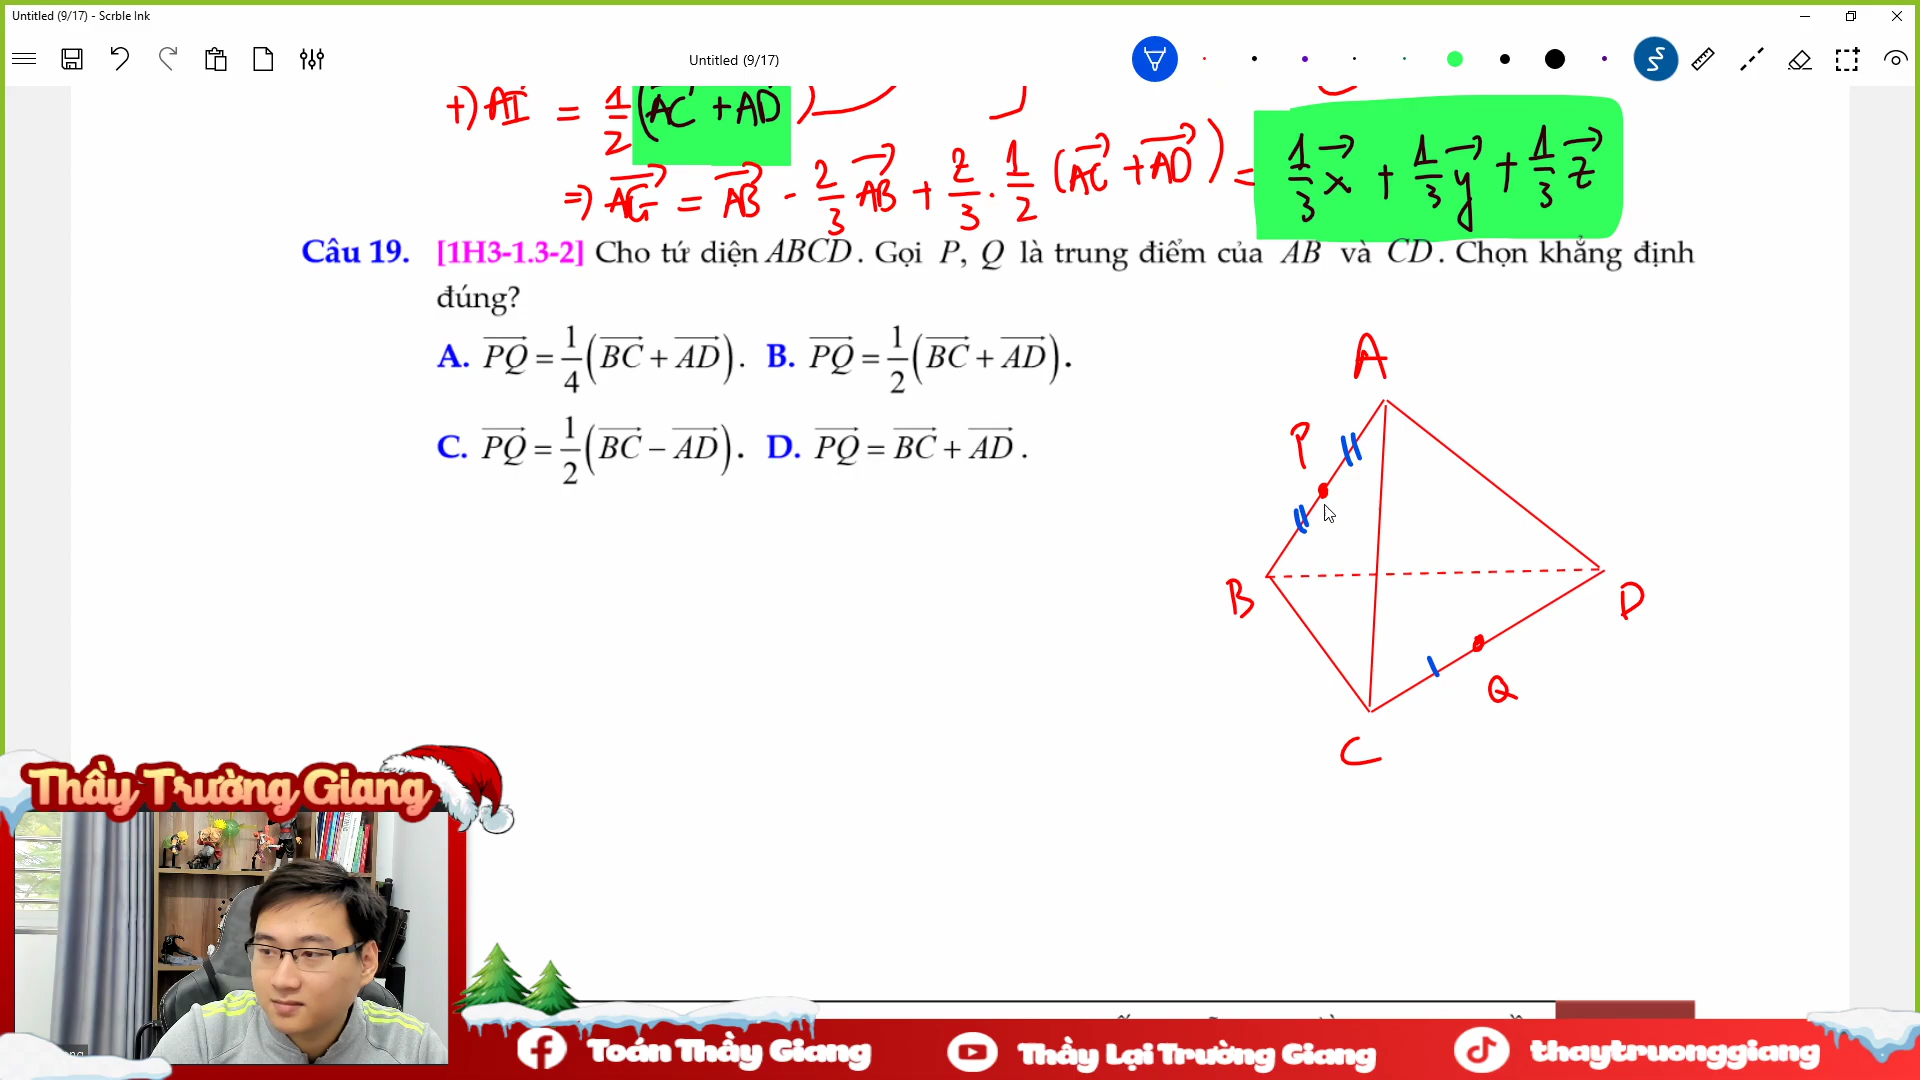 Untitled (9/17) - Scrble Ink
Untitled (9/17)
+) AI = 1/2 (AC + AD)
=) AG = AB - 2/3 AB + 2/3 . 1/2 (AC + AD) = 1/3 x + 1/3 y + 1/3 z
Câu 19. [1H3-1.3-2] Cho tứ diện ABCD. Gọi P, Q là trung điểm của AB và CD. Chọn khẳng định
đúng?
A. PQ = 1/4 (BC + AD). B. PQ = 1/2 (BC + AD).
C. PQ = 1/2 (BC − AD). D. PQ = BC + AD.
A
P
B
D
Q
C
Thầy Trường Giang
Toán Thầy Giang
Thầy Lại Trường Giang
thaytruonggiang